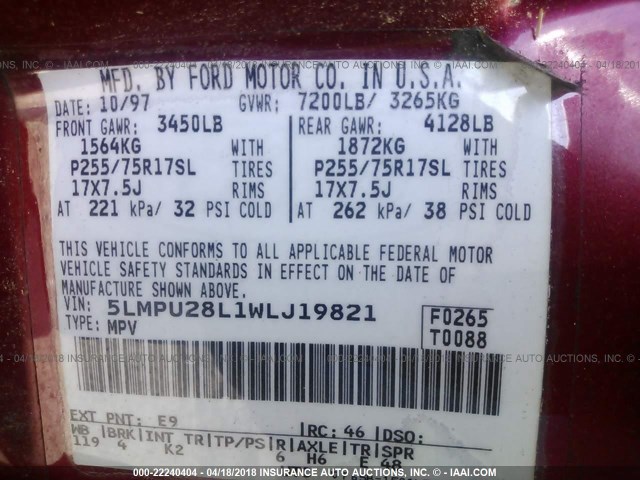 MFD. BY FORD MOTOR CO. IN U.S.A.
DATE: 10/97 GVWR: 7200LB/ 3265KG
FRONT GAWR: 3450LB REAR GAWR: 4128LB
1564KG WITH 1872KG WITH
P255/75R17SL TIRES P255/75R17SL TIRES
17X7.5J RIMS 17X7.5J RIMS
AT 221 kPa/ 32 PSI COLD AT 262 kPa/ 38 PSI COLD
THIS VEHICLE CONFORMS TO ALL APPLICABLE FEDERAL MOTOR
VEHICLE SAFETY STANDARDS IN EFFECT ON THE DATE OF
MANUFACTURE SHOWN ABOVE.
VIN: 5LMPU28L1WLJ19821 F0265
TYPE: MPV T0088
EXT PNT: E9 RC: 46 DSO:
WB BRK INT TR TP/PS R AXLE TR SPR
119 4 K2 6 H6 E 48
000-22240404 - 04/18/2018 - INSURANCE AUTO AUCTIONS, INC. - © - IAAI.COM